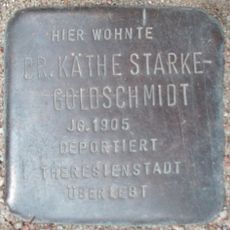 HIER WOHNTE
DR. KÄTHE STARKE-
GOLDSCHMIDT
JG. 1905
DEPORTIERT
THERESIENSTADT
ÜBERLEBT